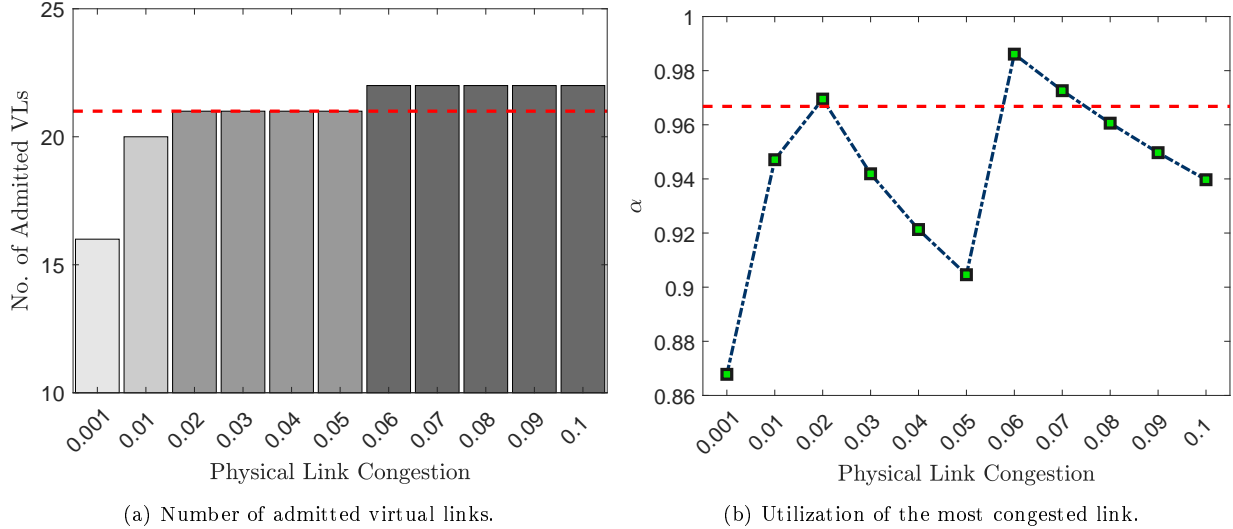 25
20
15
10
No. of Admitted VLs
0.001 0.01 0.02 0.03 0.04 0.05 0.06 0.07 0.08 0.09 0.1
Physical Link Congestion
(a) Number of admitted virtual links.
1
0.98
0.96
0.94
0.92
0.9
0.88
0.86
α
0.001 0.01 0.02 0.03 0.04 0.05 0.06 0.07 0.08 0.09 0.1
Physical Link Congestion
(b) Utilization of the most congested link.